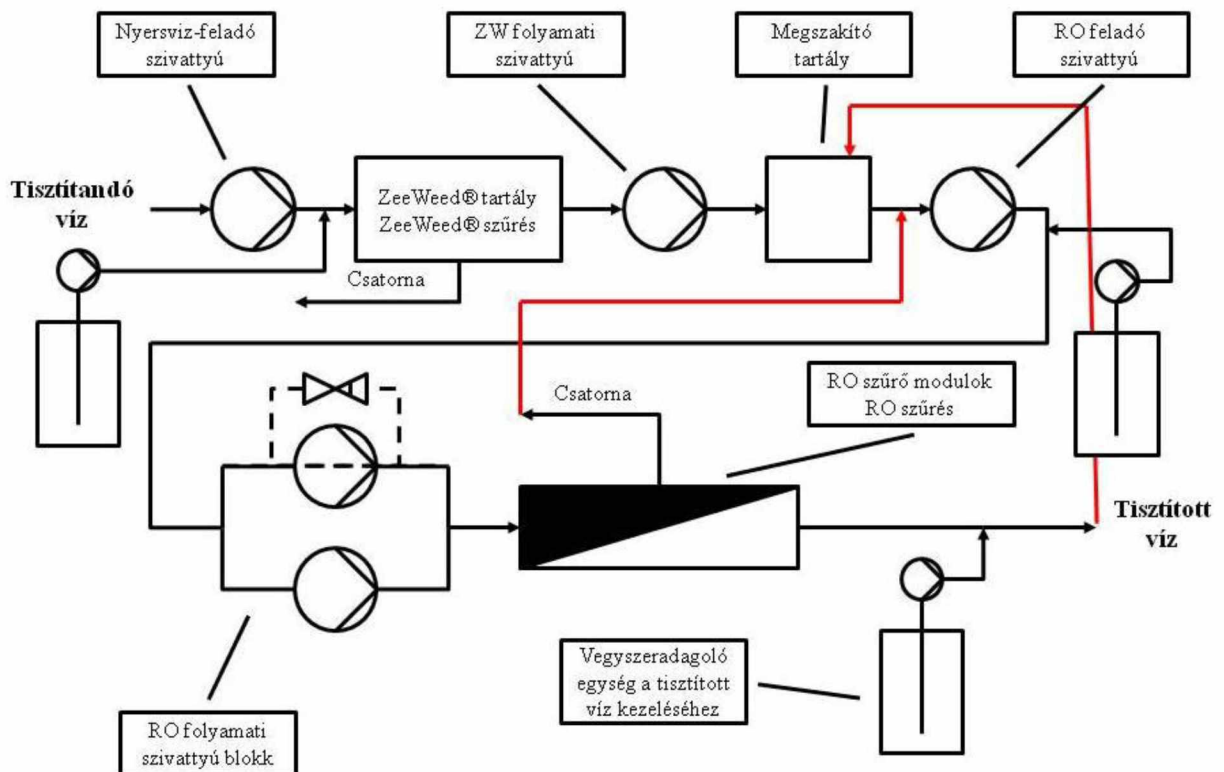 Nyersvíz-feladó
szivattyú
ZW folyamati
szivattyú
Megszakító
tartály
RO feladó
szivattyú
Tisztítandó
víz
ZeeWeed® tartály
ZeeWeed® szűrés
Csatorna
RO szűrő modulok
RO szűrés
Csatorna
Tisztított
víz
Vegyszeradagoló
egység a tisztított
víz kezeléséhez
RO folyamati
szivattyú blokk